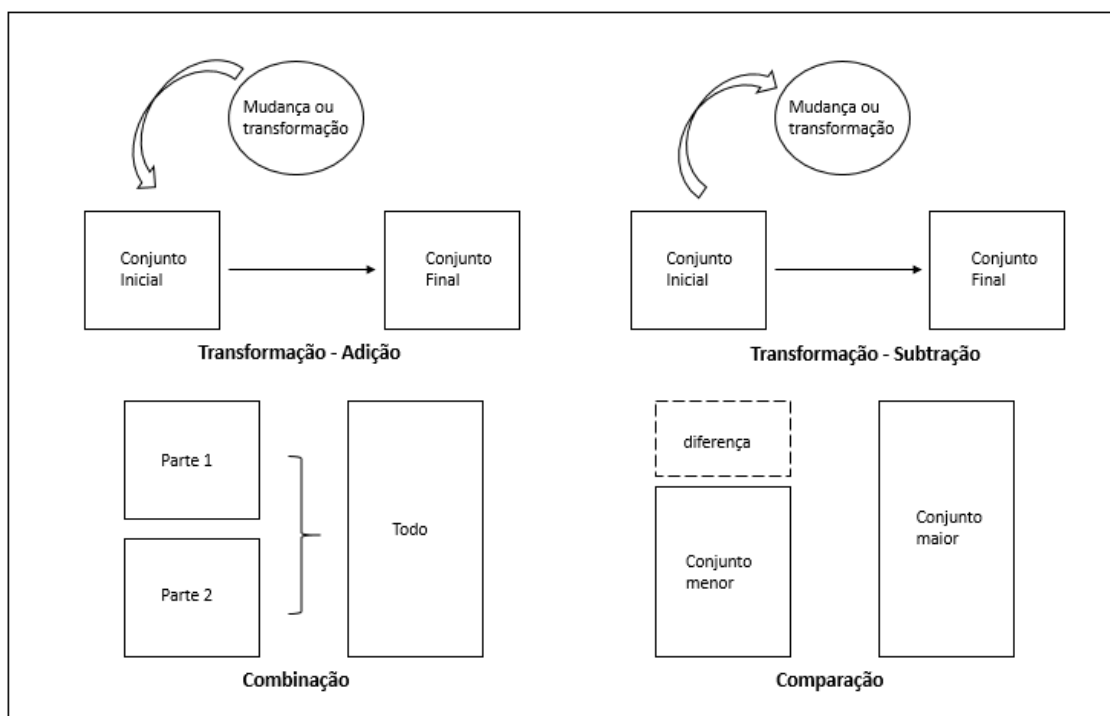 Mudança ou
transformação
Conjunto
Inicial
Conjunto
Final
Transformação - Adição
Mudança ou
transformação
Conjunto
Inicial
Conjunto
Final
Transformação - Subtração
Parte 1
Parte 2
Todo
Combinação
diferença
Conjunto
menor
Conjunto
maior
Comparação